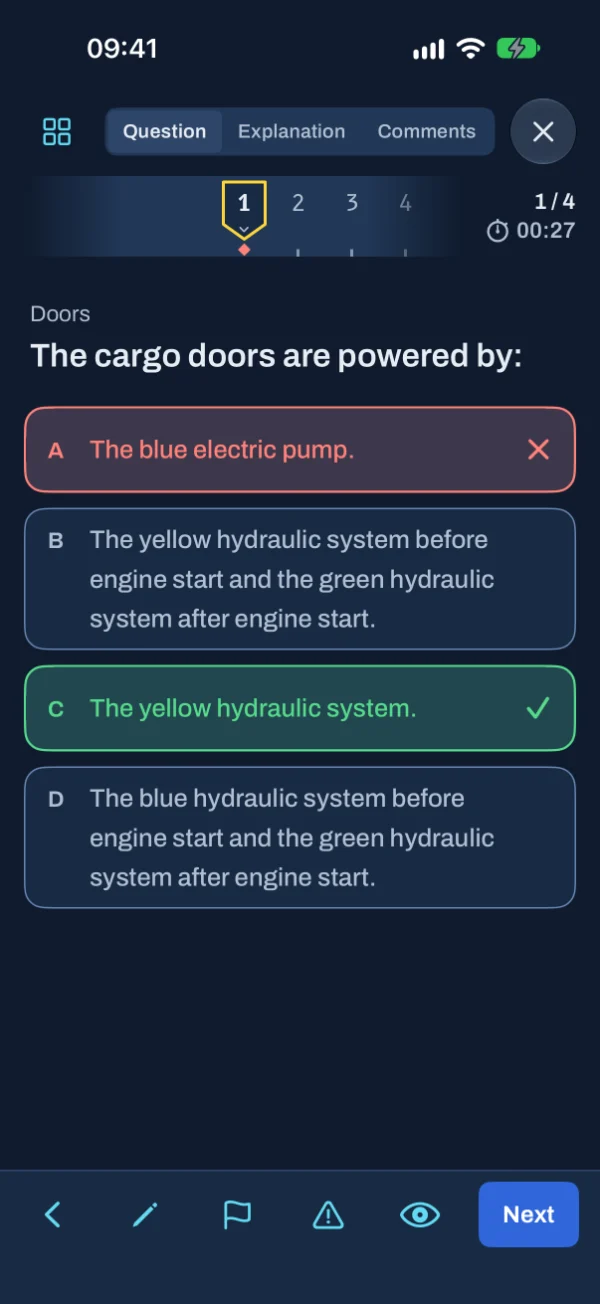 09:41
Question Explanation Comments
1 2 3 4
1 / 4
00:27
Doors
The cargo doors are powered by:
A The blue electric pump.
B The yellow hydraulic system before
engine start and the green hydraulic
system after engine start.
C The yellow hydraulic system.
D The blue hydraulic system before
engine start and the green hydraulic
system after engine start.
Next